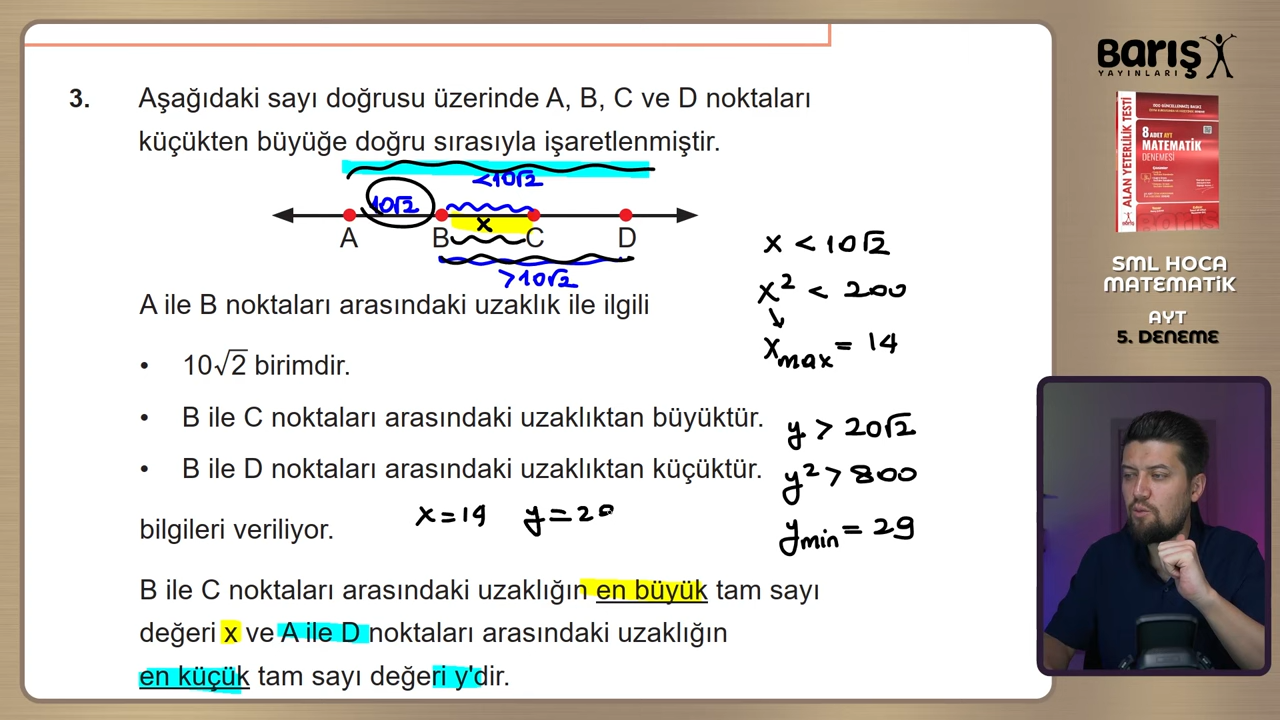 3. Aşağıdaki sayı doğrusu üzerinde A, B, C ve D noktaları
küçükten büyüğe doğru sırasıyla işaretlenmiştir.
<10√2
10√2
x
A B C D
>10√2
A ile B noktaları arasındaki uzaklık ile ilgili
• 10√2 birimdir.
• B ile C noktaları arasındaki uzaklıktan büyüktür.
• B ile D noktaları arasındaki uzaklıktan küçüktür.
bilgileri veriliyor.
x=14 y=29
B ile C noktaları arasındaki uzaklığın en büyük tam sayı
değeri x ve A ile D noktaları arasındaki uzaklığın
en küçük tam sayı değeri y'dir.
x < 10√2
x² < 200
xmax = 14
y > 20√2
y² > 800
ymin = 29
Barış
YAYINLARI
ALAN YETERLİLİK TESTİ
8 ADET AYT
MATEMATİK
DENEMESİ
Barış
SML HOCA
MATEMATİK
AYT
5. DENEME